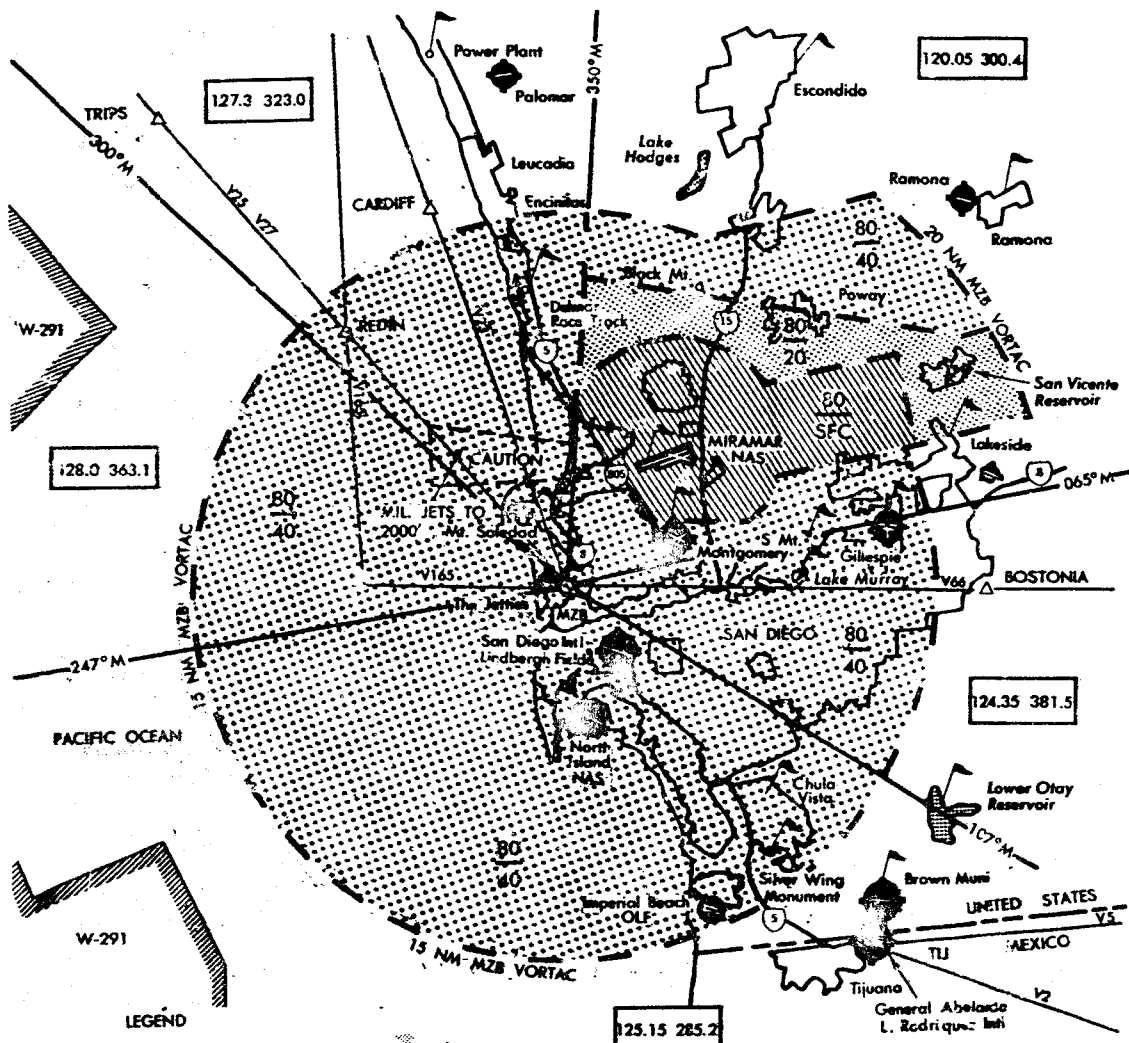 Power Plant
Palomar
350°M
120.05 300.4
Escondido
127.3 323.0
TRIPS
300°M
Lake
Hodges
Leucadia
Encinitas
Ramona
Ramona
V25 V27
CARDIFF
80
40
20 NM MZB VORTAC
Black Mt.
Poway
W-291
REDIN
Race Track
5
15
80
20
San Vicente
Reservoir
80
SFC
V165
MIRAMAR
NAS
Lakeside
128.0 363.1
CAUTION
805
8
065°M
80
40
MIL. JETS TO
2000'
Mt. Soledad
S Mt.
Montgomery
Gillespie
Lake Murray
V165
V66
BOSTONIA
The Jetties
MZB
SAN DIEGO
80
40
San Diego Intl-
Lindbergh Field
247°M
15 NM MZB VORTAC
124.35 381.5
PACIFIC OCEAN
North
Island
NAS
Chula
Vista
Lower Otay
Reservoir
107°M
80
40
Silver Wing
Monument
Brown Muni
Imperial Beach
OLF
5
UNITED STATES
V5
MEXICO
TIJ
W-291
15 NM MZB VORTAC
Tijuana
V2
General Abelardo
L. Rodriguez Intl
LEGEND
125.15 285.2